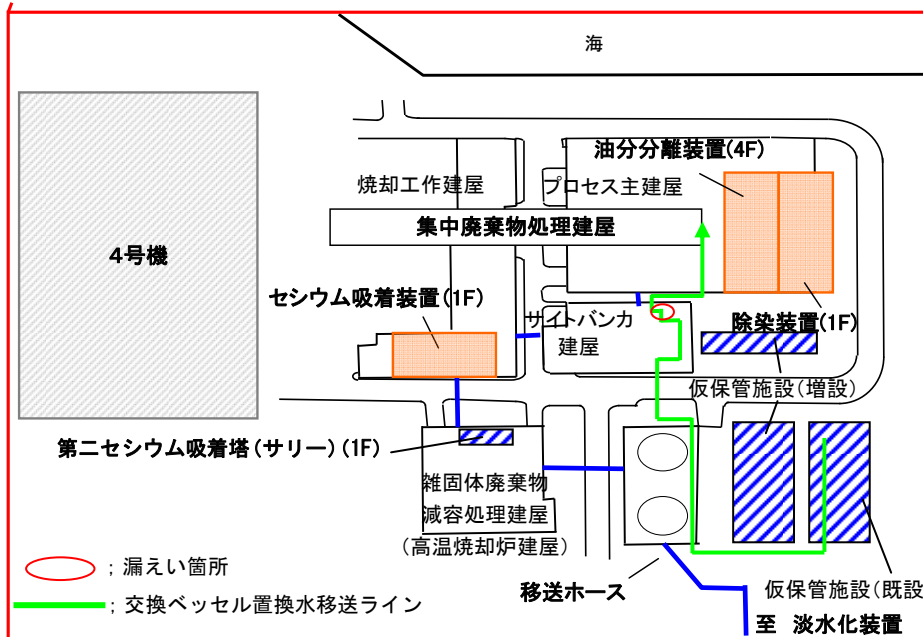 海
油分分離装置(4F)
焼却工作建屋
プロセス主建屋
集中廃棄物処理建屋
4号機
セシウム吸着装置(1F)
サイトバンカ
建屋
除染装置(1F)
仮保管施設(増設)
第二セシウム吸着塔(サリー)(1F)
雑固体廃棄物
減容処理建屋
(高温焼却炉建屋)
；漏えい箇所
移送ホース
仮保管施設(既設
；交換ベッセル置換水移送ライン
至 淡水化装置